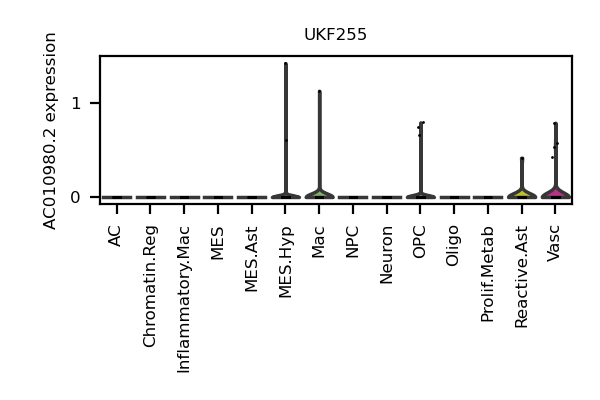 UKF255
AC010980.2 expression
1
0
AC
Chromatin.Reg
Inflammatory.Mac
MES
MES.Ast
MES.Hyp
Mac
NPC
Neuron
OPC
Oligo
Prolif.Metab
Reactive.Ast
Vasc